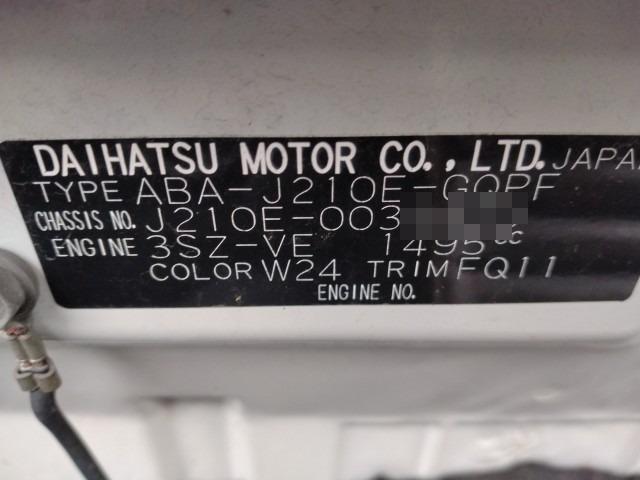 DAIHATSU MOTOR CO., LTD. JAPAN
TYPE ABA-J210E-GQPF
CHASSIS NO. J210E-003
ENGINE 3SZ-VE 1495cc
COLOR W24 TRIM FQ11
ENGINE NO.